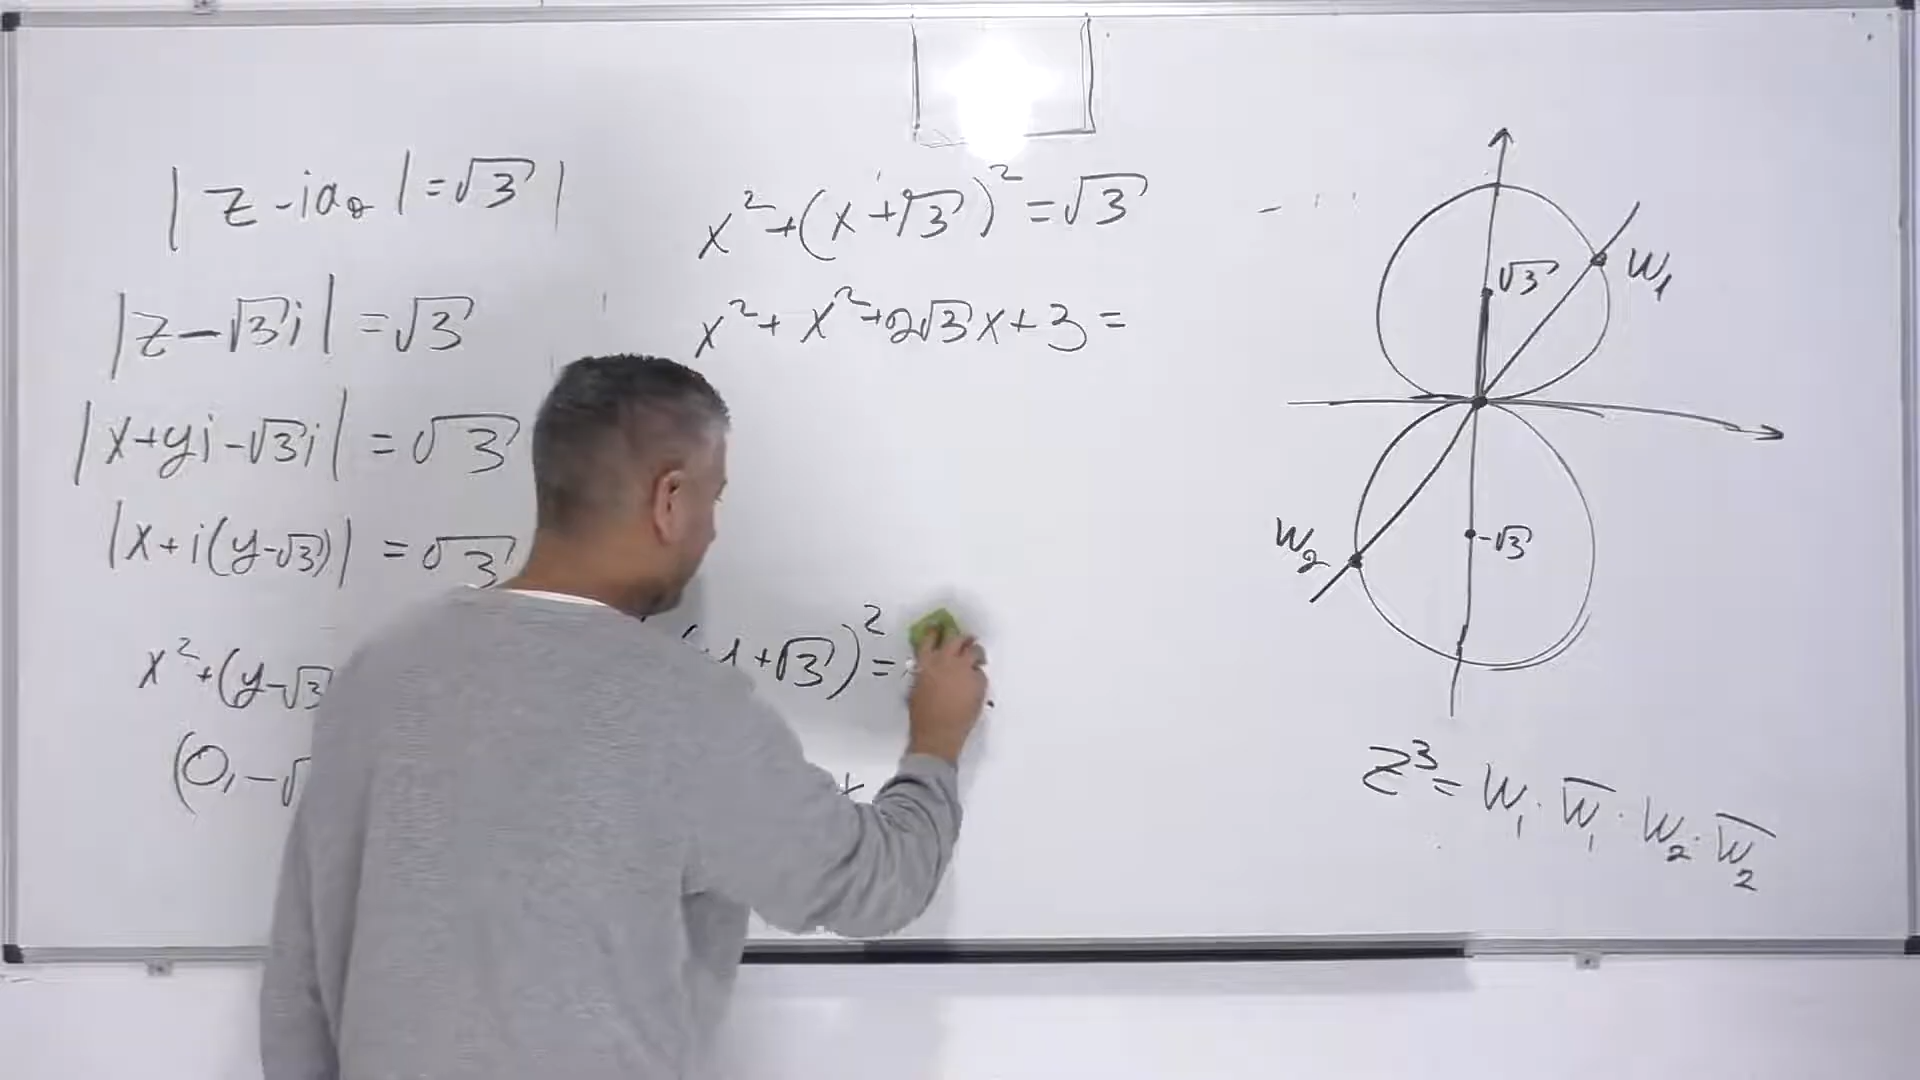 |z-ia₀|=√3|
|z-√3i|=√3
|x+yi-√3i|=√3
|x+i(y-√3)|=√3
x²+(y-√3
(0,-√
x²+(x+√3)²=√3
x²+x²+2√3x+3=
+√3)²=
√3
W₁
-√3
W₂
z³=W₁·W̅₁·W₂·W̅₂